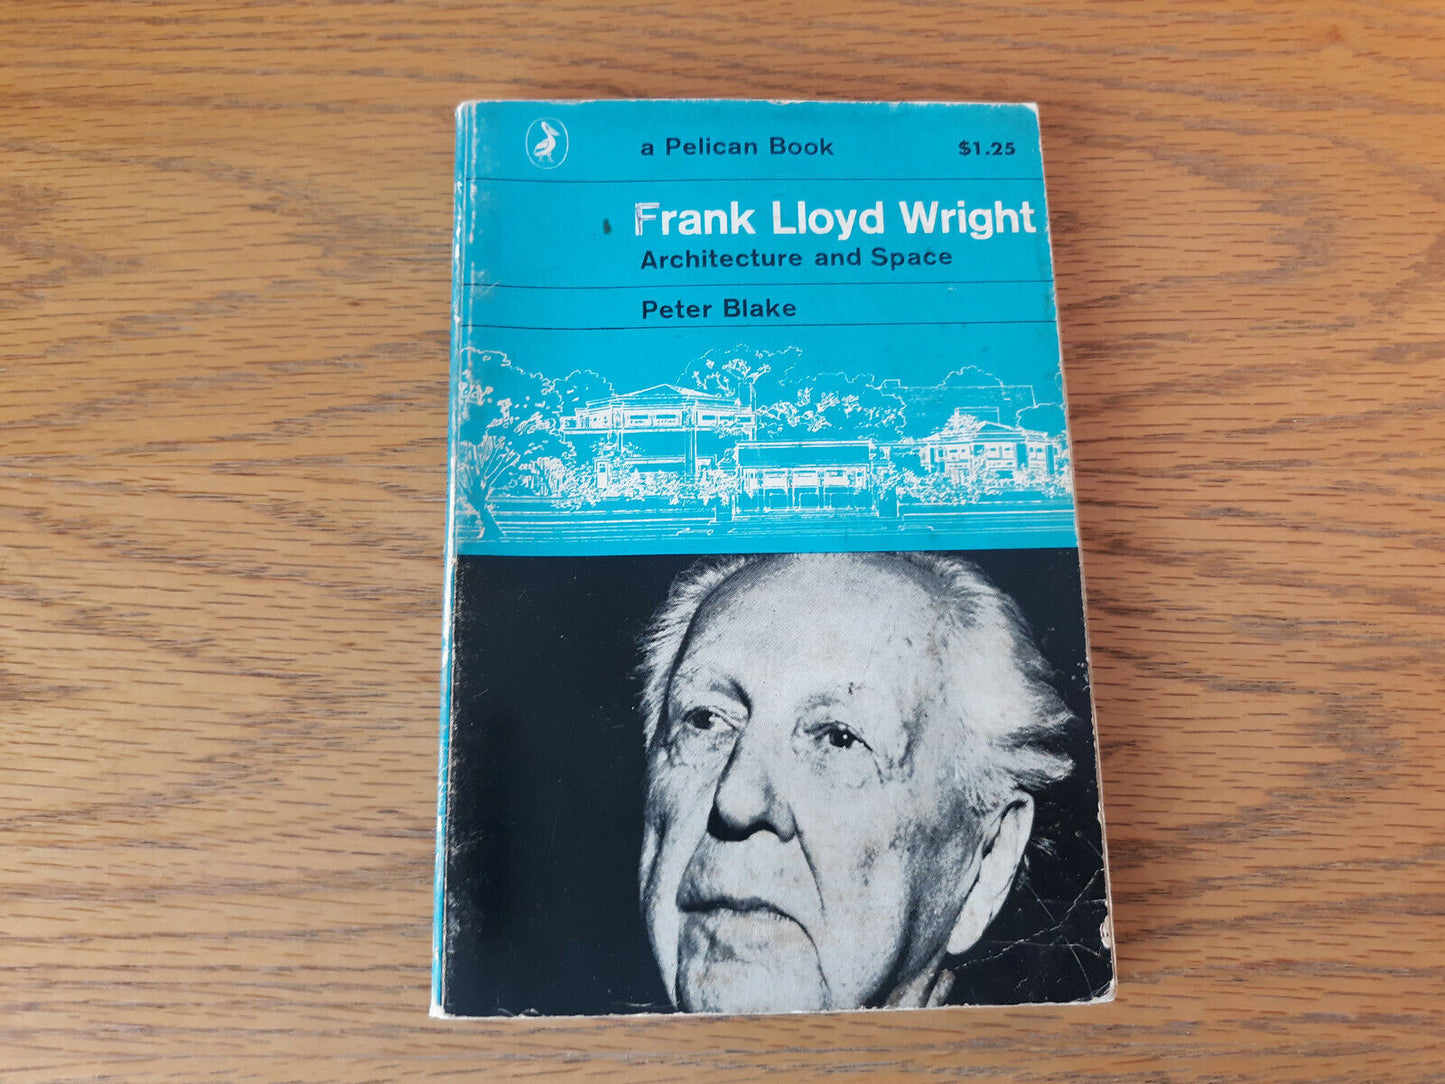 a Pelican Book $1.25
Frank Lloyd Wright
Architecture and Space
Peter Blake